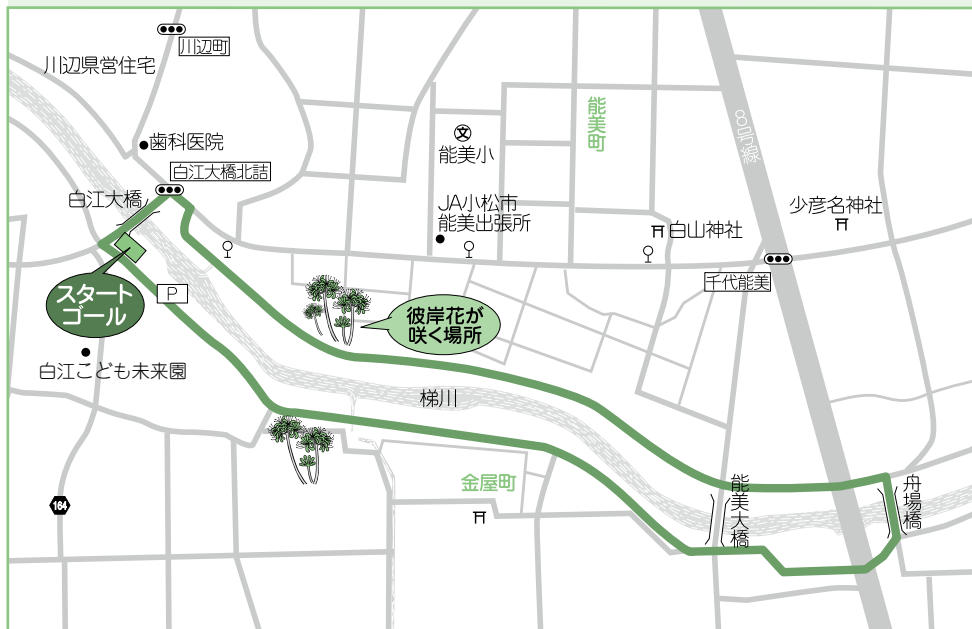 川辺町
川辺県営住宅
歯科医院
白江大橋北詰
白江大橋
スタート
ゴール
P
白江こども未来園
164
文
能美小
JA小松市
能美出張所
能美町
8号線
白山神社
少彦名神社
千代能美
彼岸花が
咲く場所
梯川
金屋町
能美大橋
舟場橋